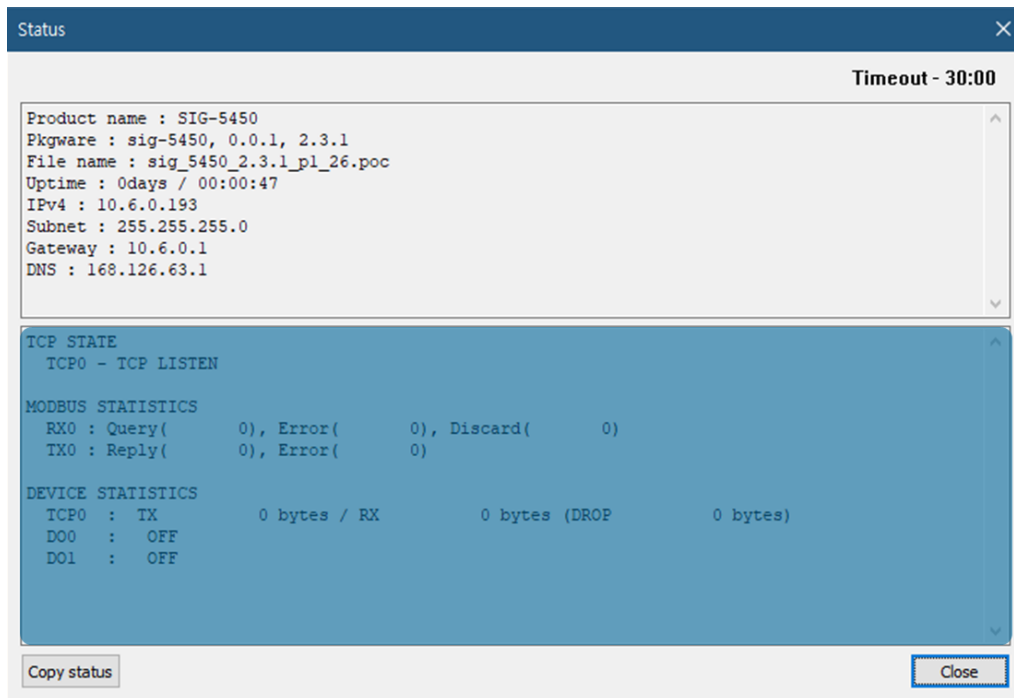 Status
Timeout - 30:00
Product name : SIG-5450
Pkgware : sig-5450, 0.0.1, 2.3.1
File name : sig_5450_2.3.1_p1_26.poc
Uptime : 0days / 00:00:47
IPv4 : 10.6.0.193
Subnet : 255.255.255.0
Gateway : 10.6.0.1
DNS : 168.126.63.1
TCP STATE
TCP0 - TCP LISTEN
MODBUS STATISTICS
RX0 : Query( 0), Error( 0), Discard( 0)
TX0 : Reply( 0), Error( 0)
DEVICE STATISTICS
TCP0 : TX 0 bytes / RX 0 bytes (DROP 0 bytes)
DO0 : OFF
DO1 : OFF
Copy status
Close